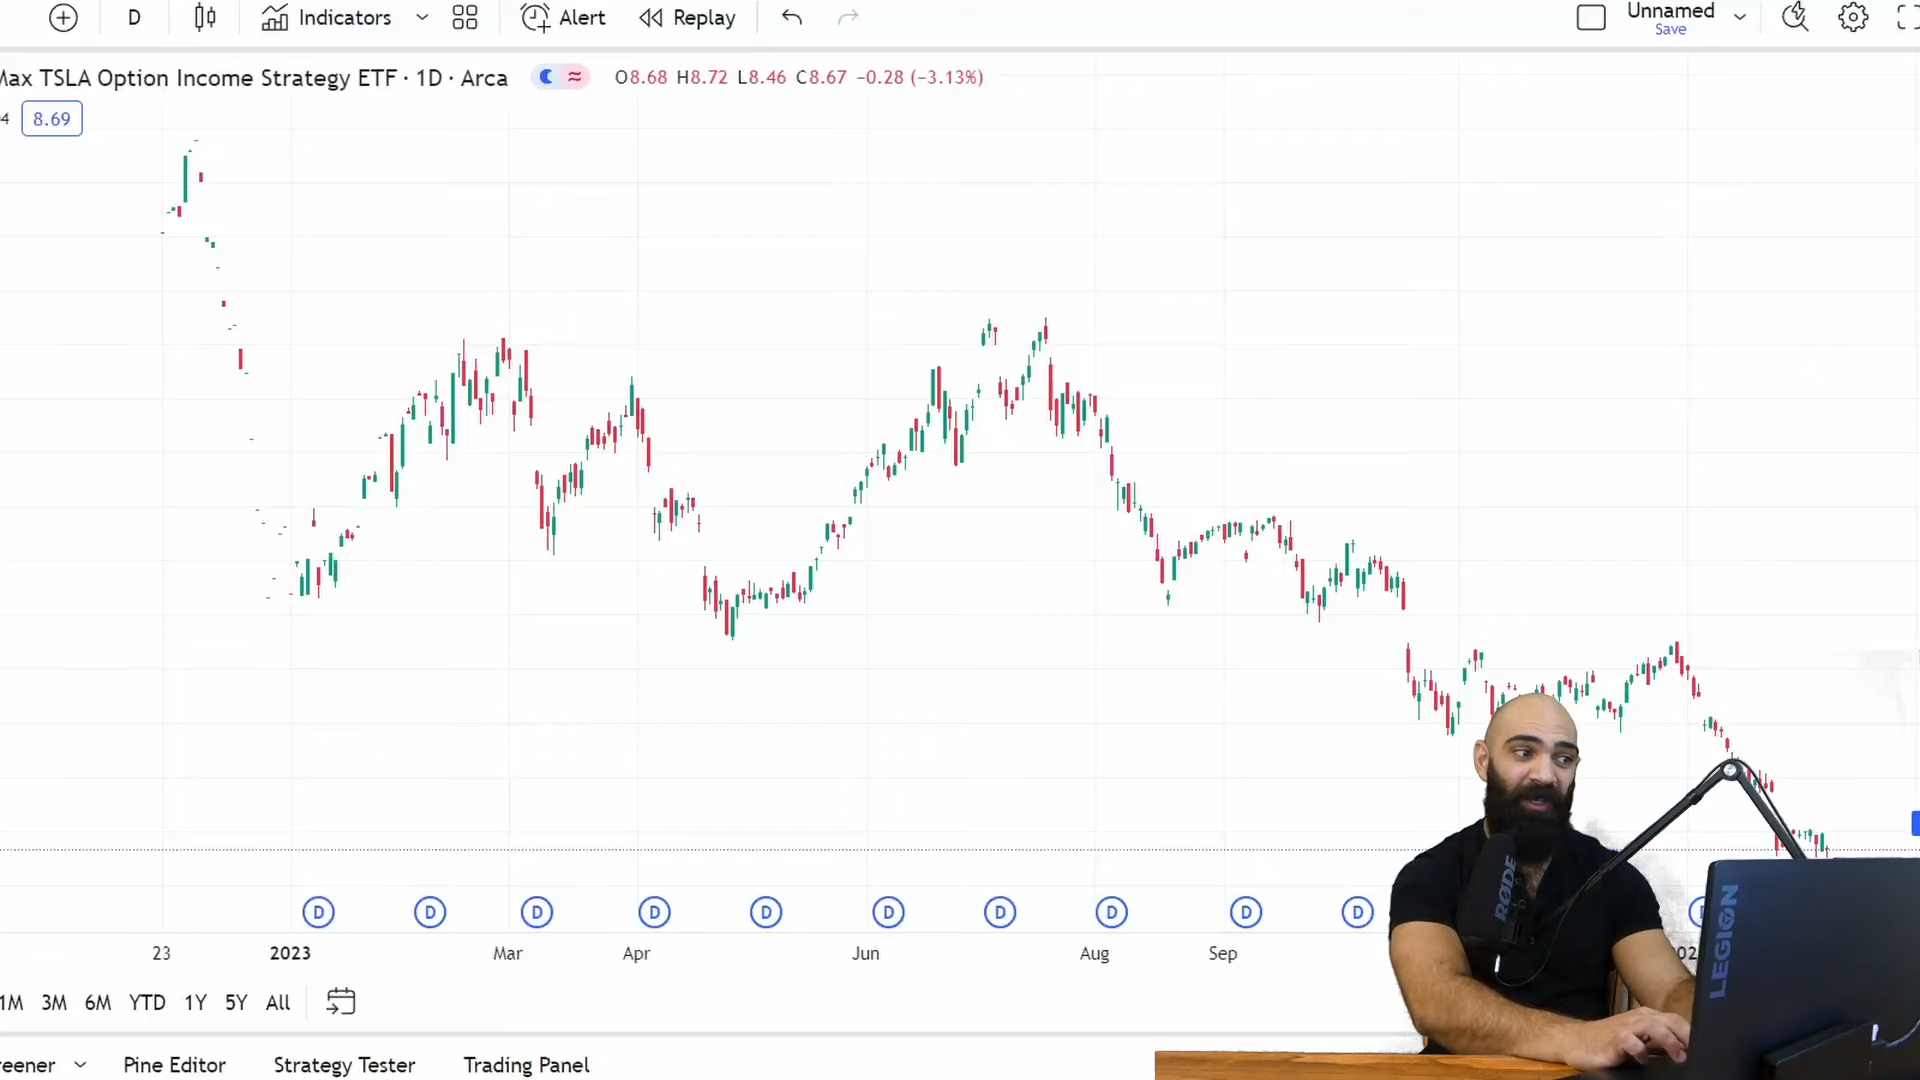 D Indicators Alert Replay Unnamed
Save
Max TSLA Option Income Strategy ETF · 1D · Arca O8.68 H8.72 L8.46 C8.67 −0.28 (−3.13%)
8.69
D D D D D D D D D D
23 2023 Mar Apr Jun Aug Sep
1M 3M 6M YTD 1Y 5Y All
reener Pine Editor Strategy Tester Trading Panel
RØDE
LEGION